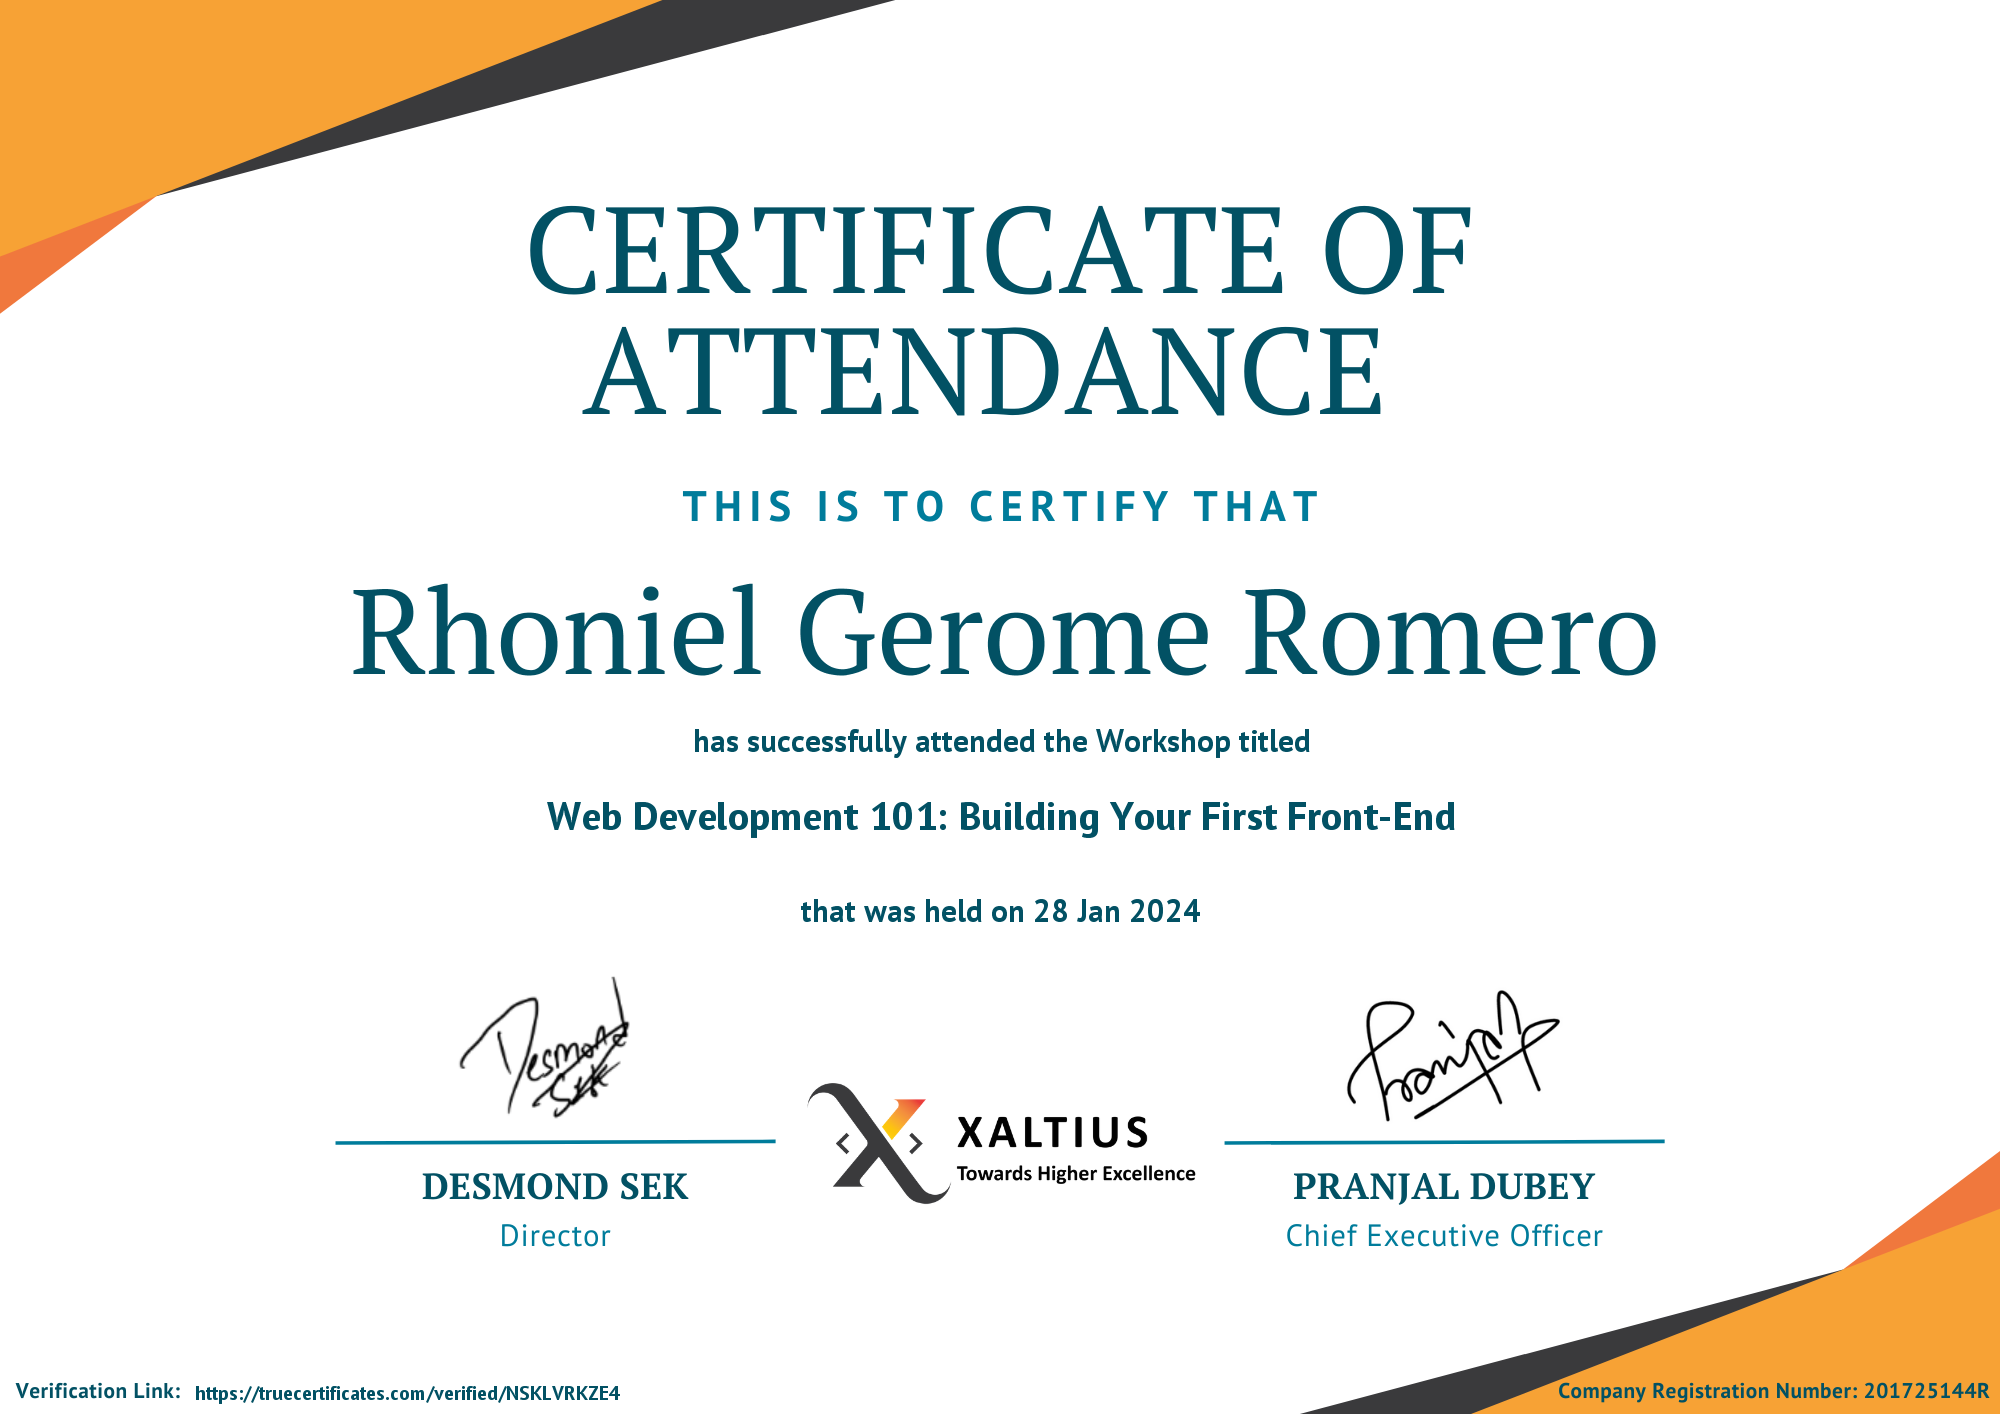 CERTIFICATE OF
ATTENDANCE
THIS IS TO CERTIFY THAT
Rhoniel Gerome Romero
has successfully attended the Workshop titled
Web Development 101: Building Your First Front-End
that was held on 28 Jan 2024
Desmond
Sek
Pranjal
XALTIUS
Towards Higher Excellence
DESMOND SEK
Director
PRANJAL DUBEY
Chief Executive Officer
Verification Link: https://truecertificates.com/verified/NSKLVRKZE4
Company Registration Number: 201725144R